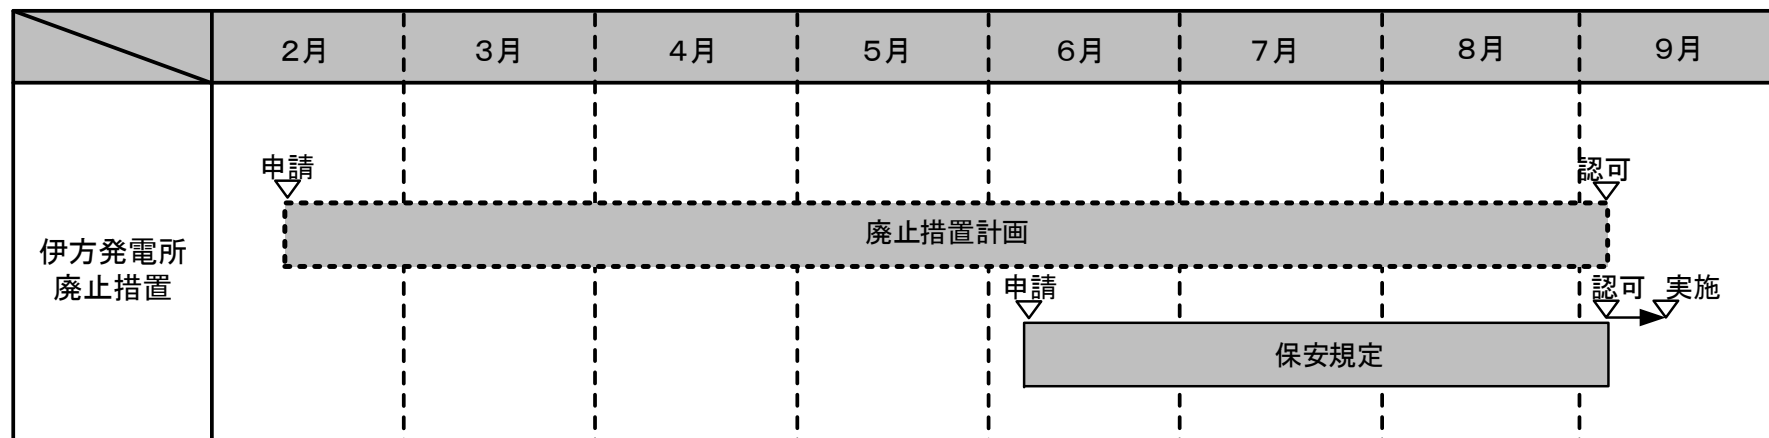 2月 3月 4月 5月 6月 7月 8月 9月
申請 認可
廃止措置計画
伊方発電所
廃止措置
申請 認可 実施
保安規定